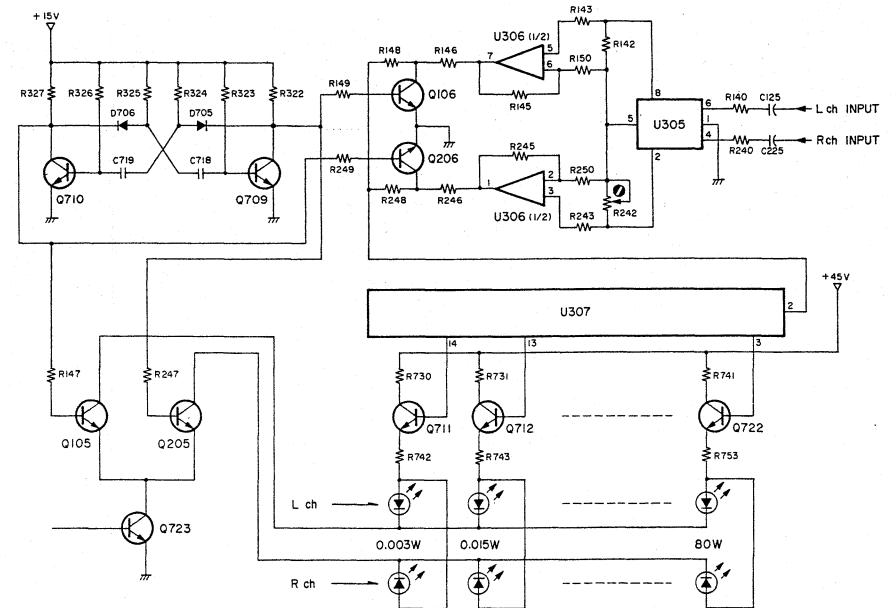 +15V
R327
R326
R325
R324
R323
R322
D706
D705
C719
C718
Q710
Q709
R148
R146
R149
Q106
Q206
R249
R248
R246
7
U306 (1/2)
5
6
R143
R142
R150
R145
R245
1
2
3
R250
R243
R242
U306 (1/2)
5
8
U305
2
6
1
4
R140
C125
L ch INPUT
R240
C225
R ch INPUT
+45V
U307
2
14
13
3
R147
R247
Q105
Q205
Q723
R730
R731
R741
Q711
Q712
Q722
R742
R743
R753
L ch
0.003W
0.015W
80W
R ch